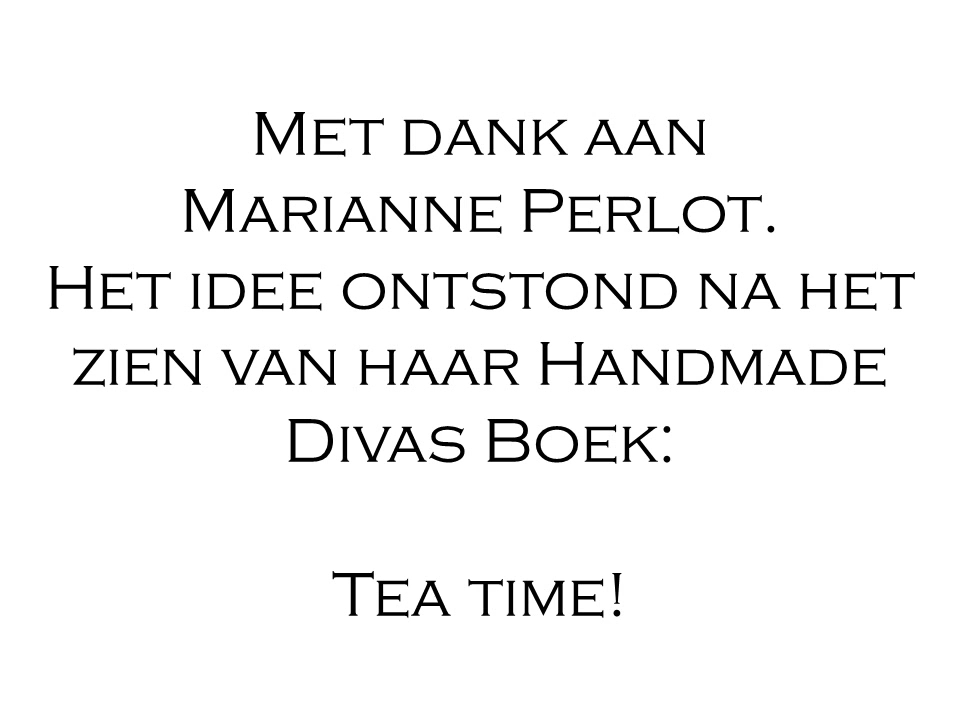 Met dank aan
Marianne Perlot.
Het idee ontstond na het
zien van haar Handmade
Divas Boek:
Tea time!